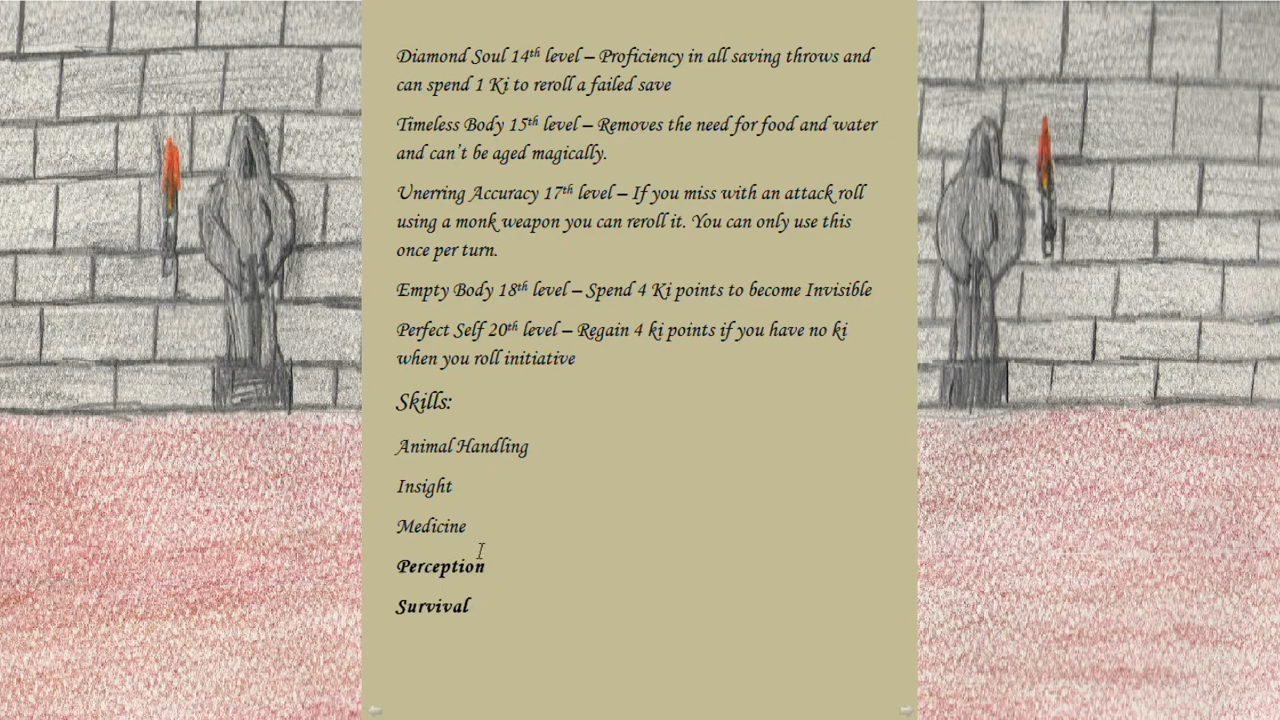 Diamond Soul 14th level – Proficiency in all saving throws and
can spend 1 Ki to reroll a failed save
Timeless Body 15th level – Removes the need for food and water
and can't be aged magically.
Unerring Accuracy 17th level – If you miss with an attack roll
using a monk weapon you can reroll it. You can only use this
once per turn.
Empty Body 18th level – Spend 4 Ki points to become Invisible
Perfect Self 20th level – Regain 4 ki points if you have no ki
when you roll initiative
Skills:
Animal Handling
Insight
Medicine
Perception
Survival